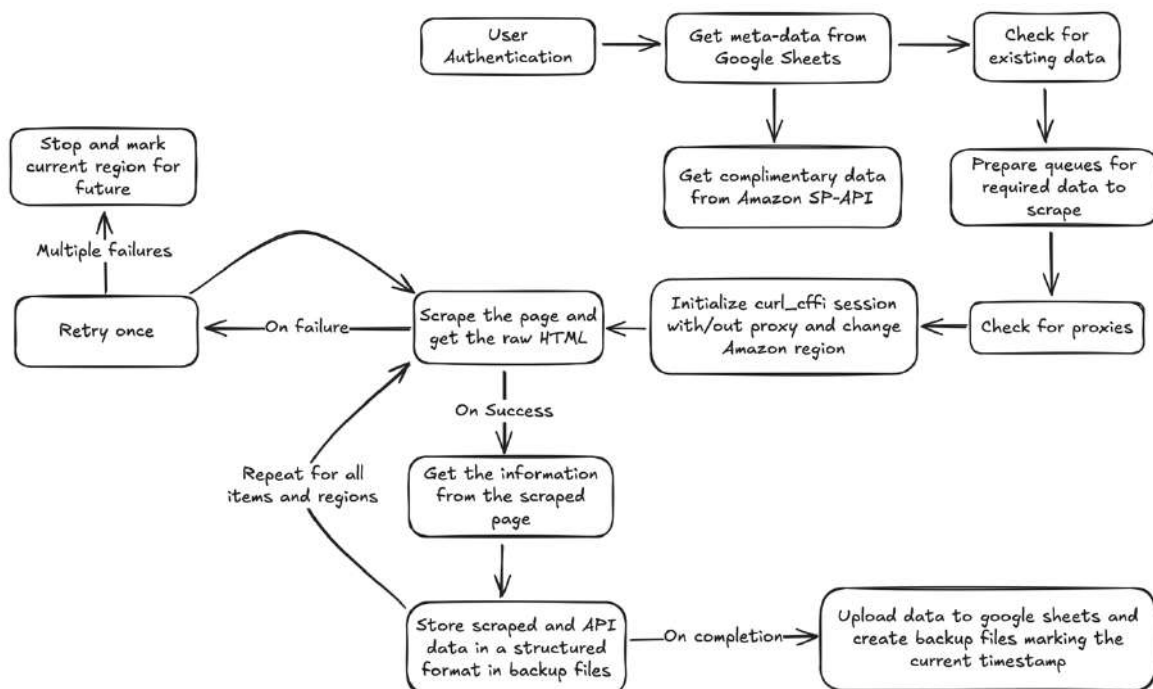 User
Authentication
Get meta-data from
Google Sheets
Check for
existing data
Stop and mark
current region for
future
Get complimentary data
from Amazon SP-API
Prepare queues for
required data to
scrape
Multiple failures
Retry once
On failure
Scrape the page and
get the raw HTML
Initialize curl_cffi session
with/out proxy and change
Amazon region
Check for proxies
On Success
Repeat for all
items and regions
Get the information
from the scraped
page
Store scraped and API
data in a structured
format in backup files
On completion
Upload data to google sheets and
create backup files marking the
current timestamp